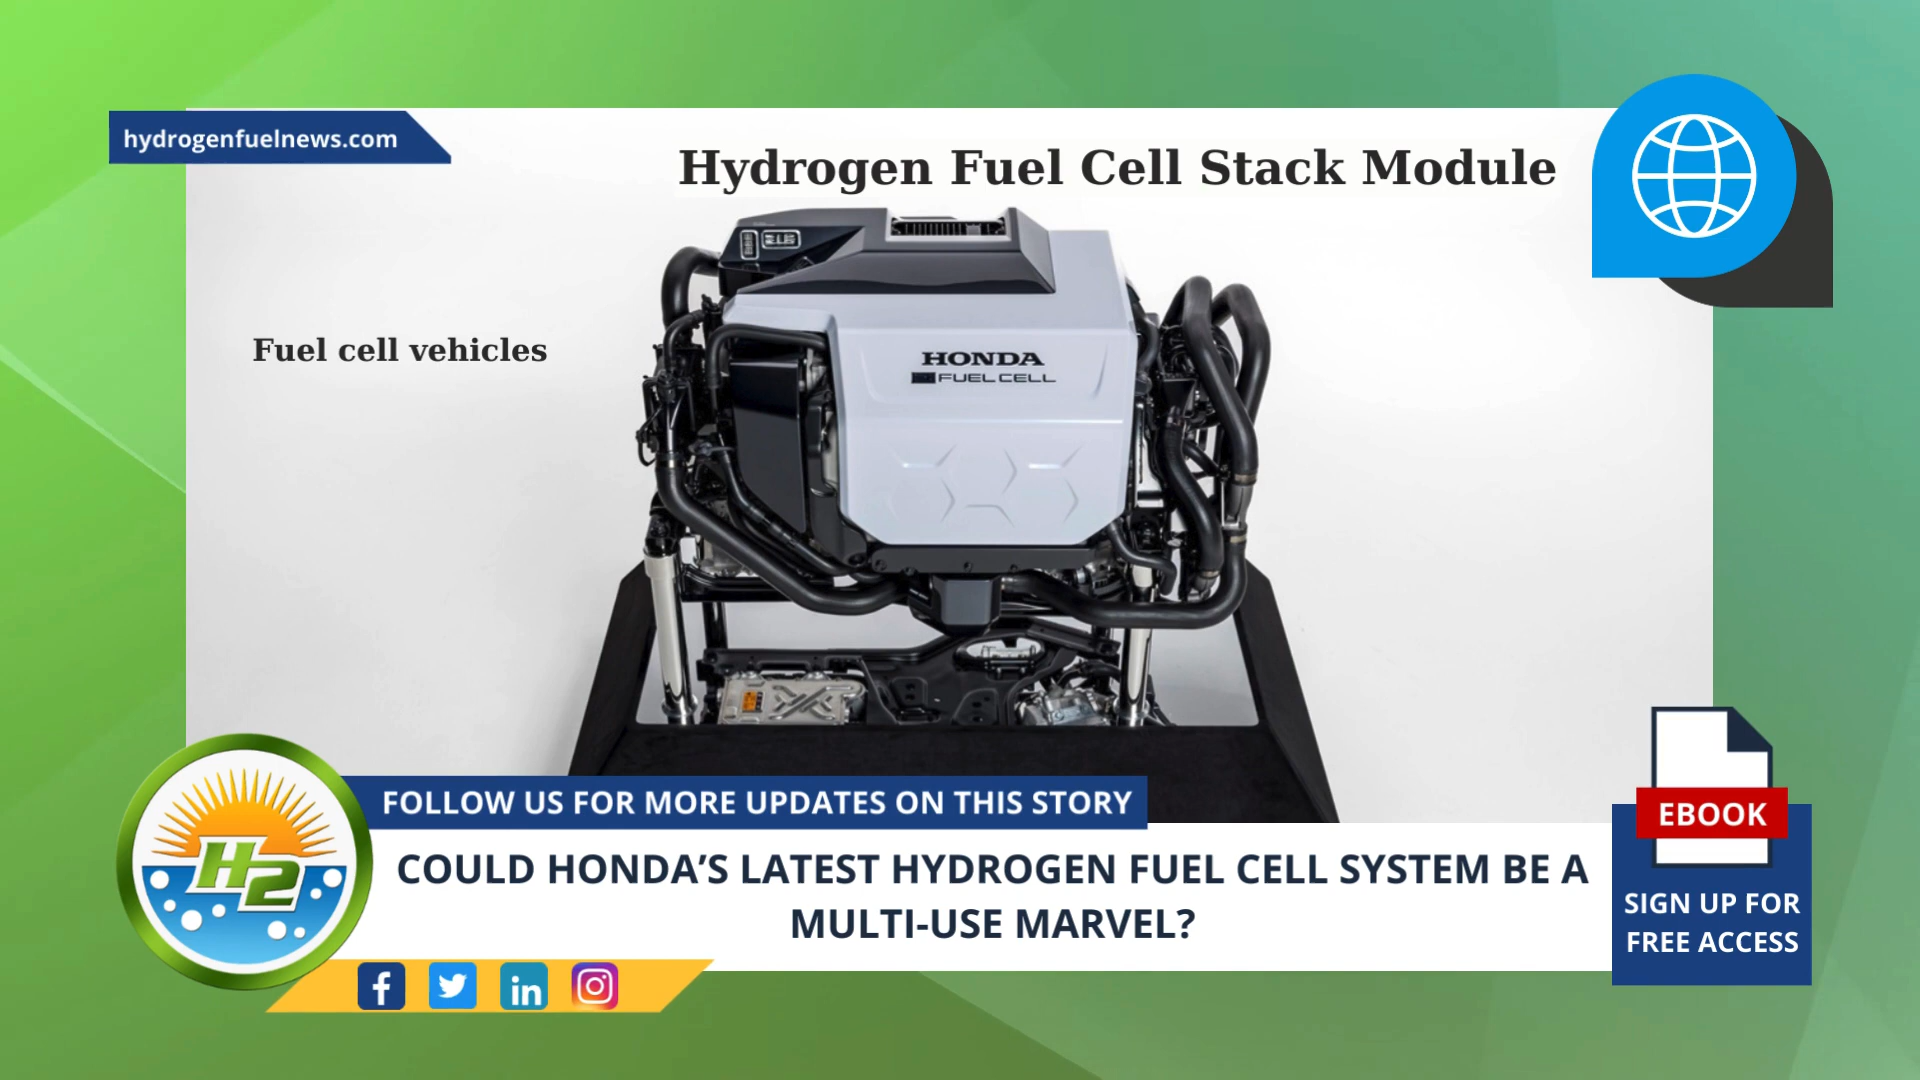 hydrogenfuelnews.com
Hydrogen Fuel Cell Stack Module
Fuel cell vehicles
HONDA
FUEL CELL
FOLLOW US FOR MORE UPDATES ON THIS STORY
COULD HONDA’S LATEST HYDROGEN FUEL CELL SYSTEM BE A
MULTI-USE MARVEL?
H2
EBOOK
SIGN UP FOR
FREE ACCESS